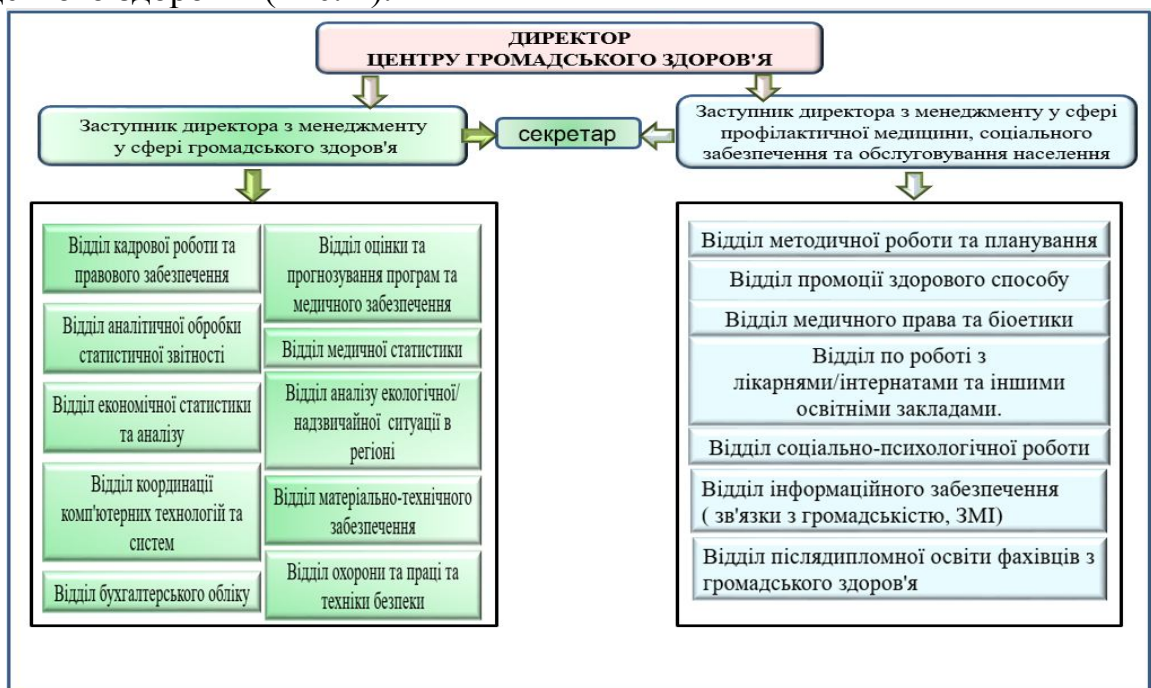 ДИРЕКТОР
ЦЕНТРУ ГРОМАДСЬКОГО ЗДОРОВ'Я
Заступник директора з менеджменту
у сфері громадського здоров'я
секретар
Заступник директора з менеджменту у сфері
профілактичної медицини, соціального
забезпечення та обслуговування населення
Відділ кадрової роботи та
правового забезпечення
Відділ аналітичної обробки
статистичної звітності
Відділ економічної статистики
та аналізу
Відділ координації
комп'ютерних технологій та
систем
Відділ бухгалтерського обліку
Відділ оцінки та
прогнозування програм та
медичного забезпечення
Відділ медичної статистики
Відділ аналізу екологічної/
надзвичайної ситуації в
регіоні
Відділ матеріально-технічного
забезпечення
Відділ охорони та праці та
техніки безпеки
Відділ методичної роботи та планування
Відділ промоції здорового способу
Відділ медичного права та біоетики
Відділ по роботі з
лікарнями/інтернатами та іншими
освітніми закладами.
Відділ соціально-психологічної роботи
Відділ інформаційного забезпечення
( зв'язки з громадськістю, ЗМІ)
Відділ післядипломної освіти фахівців з
громадського здоров'я